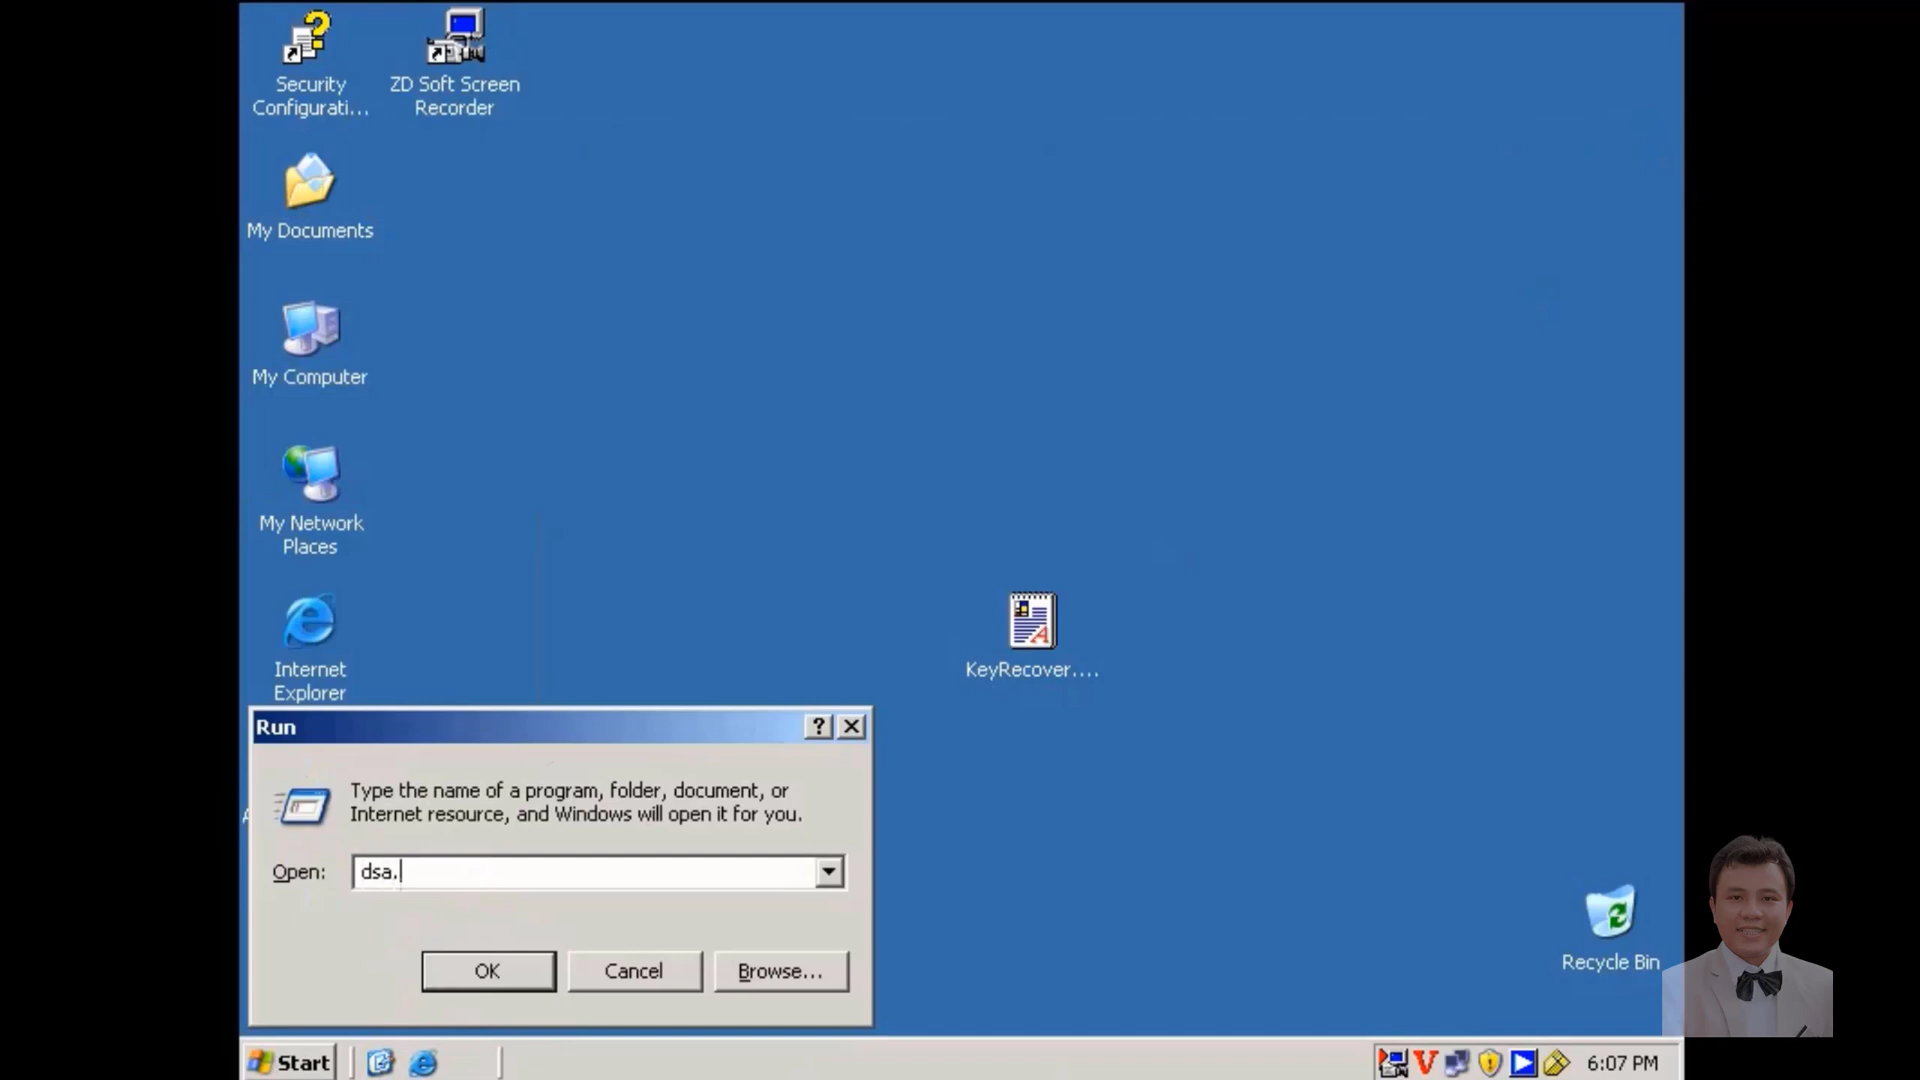 Security
Configurati...
ZD Soft Screen
Recorder
My Documents
My Computer
My Network
Places
Internet
Explorer
KeyRecover....
Run
Type the name of a program, folder, document, or
Internet resource, and Windows will open it for you.
Open:
dsa.
OK
Cancel
Browse...
Recycle Bin
Start
V
6:07 PM